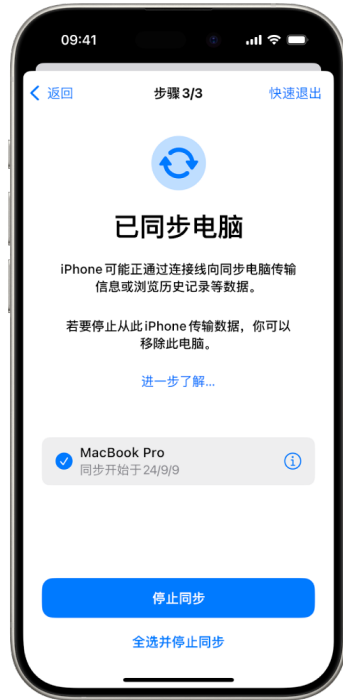 09:41
返回 步骤 3/3 快速退出
已同步电脑
iPhone 可能正通过连接线向同步电脑传输
信息或浏览历史记录等数据。
若要停止从此 iPhone 传输数据，你可以
移除此电脑。
进一步了解...
MacBook Pro
同步开始于 24/9/9
停止同步
全选并停止同步